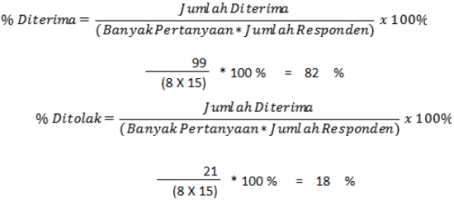 % Diterima = Jumlah Diterima / (Banyak Pertanyaan * Jumlah Responden) x 100%
99 / (8 X 15) * 100 % = 82 %
% Ditolak = Jumlah Diterima / (Banyak Pertanyaan * Jumlah Responden) x 100%
21 / (8 X 15) * 100 % = 18 %